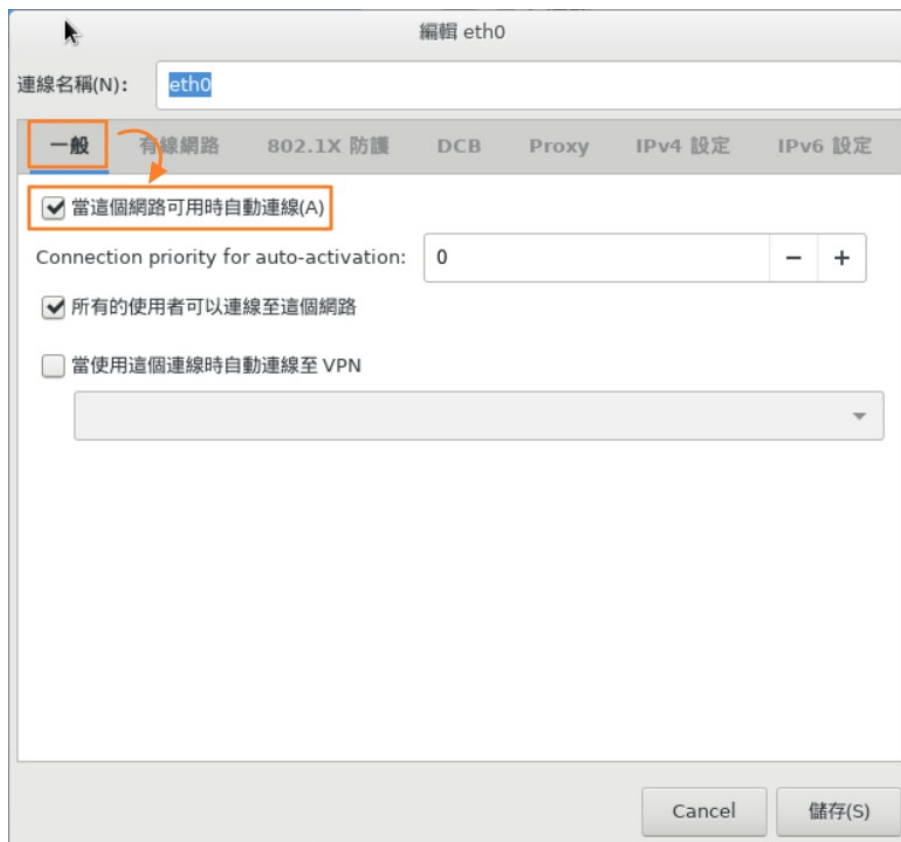 編輯 eth0
連線名稱(N): eth0
一般 有線網路 802.1X 防護 DCB Proxy IPv4 設定 IPv6 設定
當這個網路可用時自動連線(A)
Connection priority for auto-activation: 0 − +
所有的使用者可以連線至這個網路
當使用這個連線時自動連線至 VPN
Cancel 儲存(S)